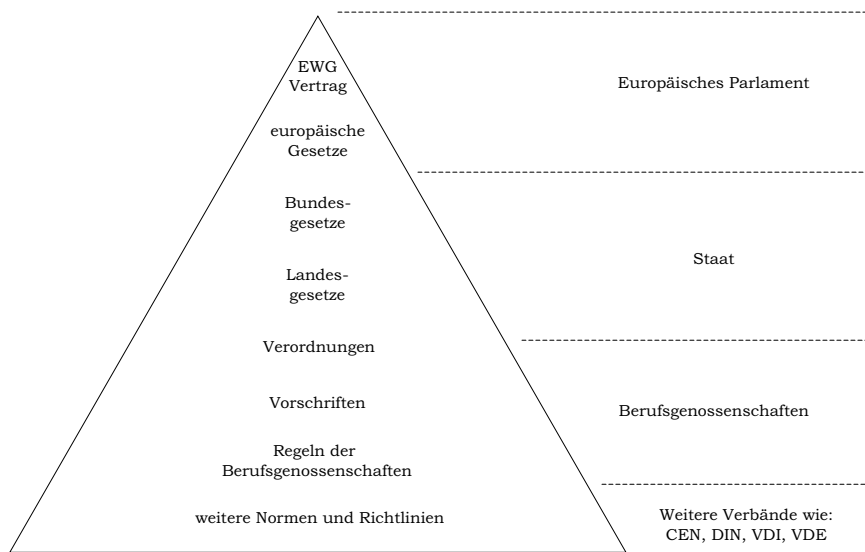 EWG
Vertrag
Europäisches Parlament
europäische
Gesetze
Bundes-
gesetze
Staat
Landes-
gesetze
Verordnungen
Vorschriften
Berufsgenossenschaften
Regeln der
Berufsgenossenschaften
weitere Normen und Richtlinien
Weitere Verbände wie:
CEN, DIN, VDI, VDE